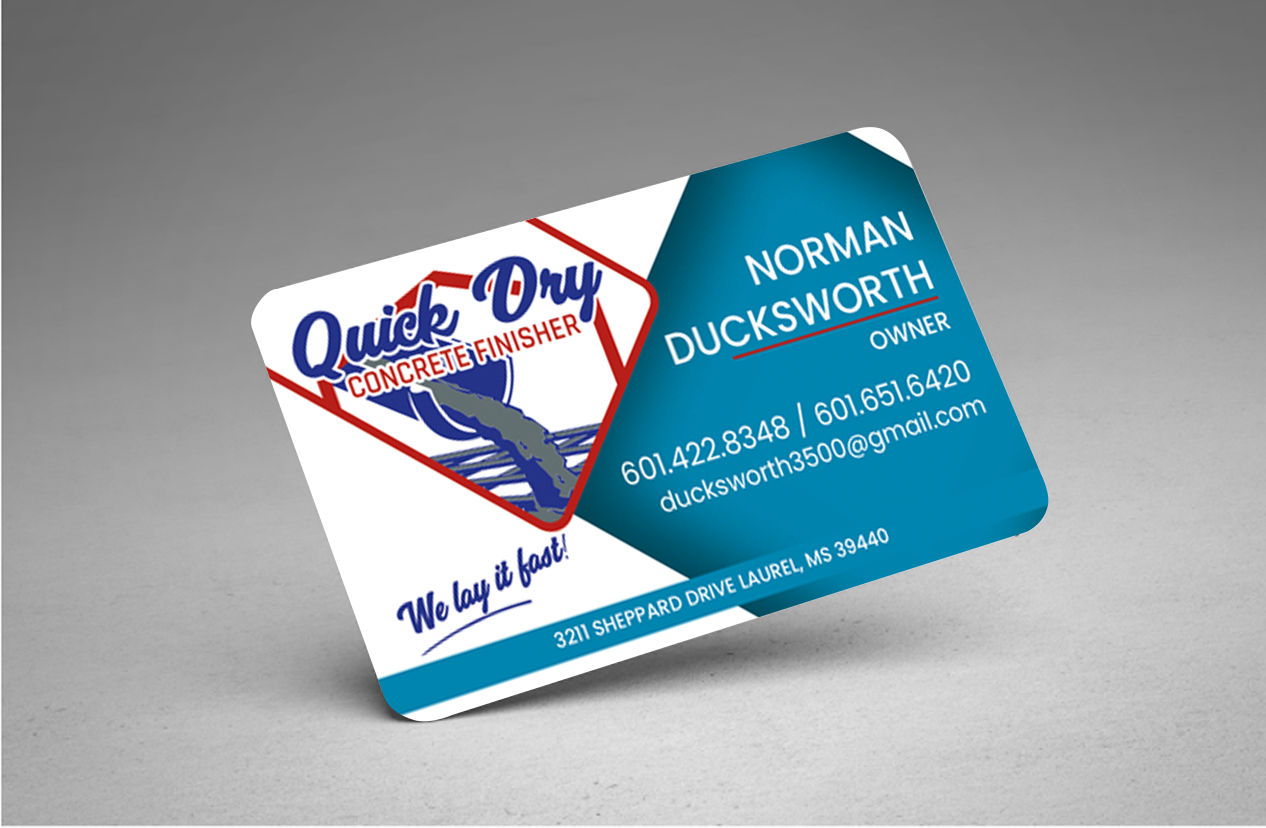 Quick Dry
CONCRETE FINISHER
We lay it fast!
NORMAN
DUCKSWORTH
OWNER
601.422.8348 | 601.651.6420
ducksworth3500@gmail.com
3211 SHEPPARD DRIVE LAUREL, MS 39440